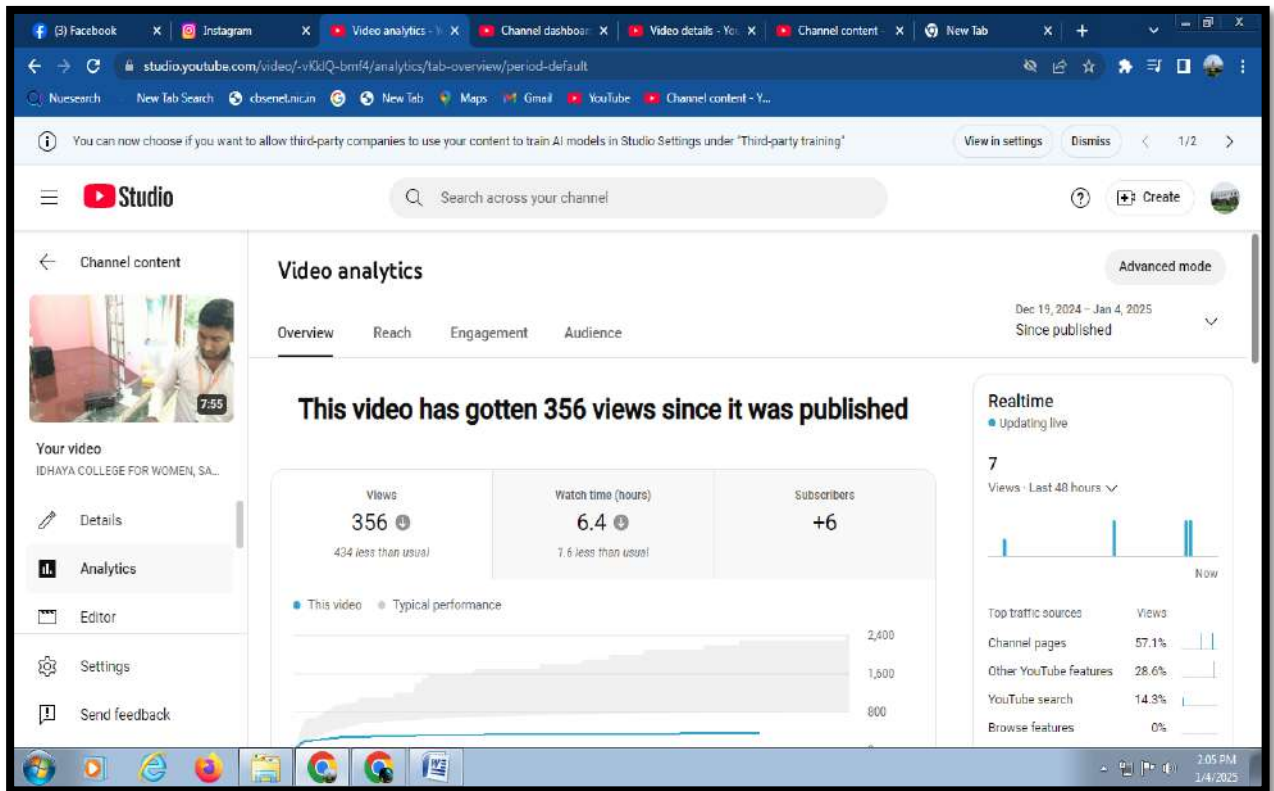 (3) Facebook
Instagram
Video analytics - Y
Channel dashboar
Video details - You
Channel content -
New Tab
studio.youtube.com/video/-vKklQ-bmf4/analytics/tab-overview/period-default
Nuesearch
New Tab Search
cbsenet.nic.in
New Tab
Maps
Gmail
YouTube
Channel content - Y...
You can now choose if you want to allow third-party companies to use your content to train AI models in Studio Settings under "Third-party training"
View in settings
Dismiss
1/2
Studio
Search across your channel
Create
Channel content
7:55
Your video
IDHAYA COLLEGE FOR WOMEN, SA...
Details
Analytics
Editor
Settings
Send feedback
Video analytics
Advanced mode
Overview
Reach
Engagement
Audience
Dec 19, 2024 – Jan 4, 2025
Since published
This video has gotten 356 views since it was published
Views
356
434 less than usual
Watch time (hours)
6.4
7.6 less than usual
Subscribers
+6
This video
Typical performance
2,400
1,600
800
Realtime
Updating live
7
Views · Last 48 hours
Now
Top traffic sources
Views
Channel pages
57.1%
Other YouTube features
28.6%
YouTube search
14.3%
Browse features
0%
2:05 PM
1/4/2025